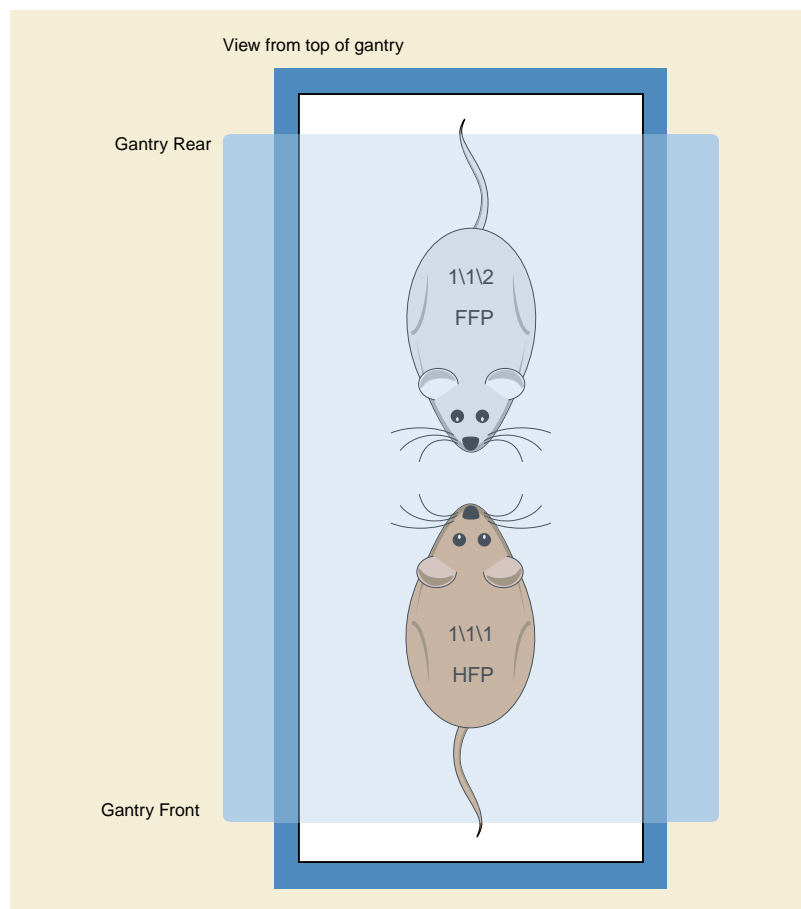 View from top of gantry
Gantry Rear
1\1\2
FFP
1\1\1
HFP
Gantry Front